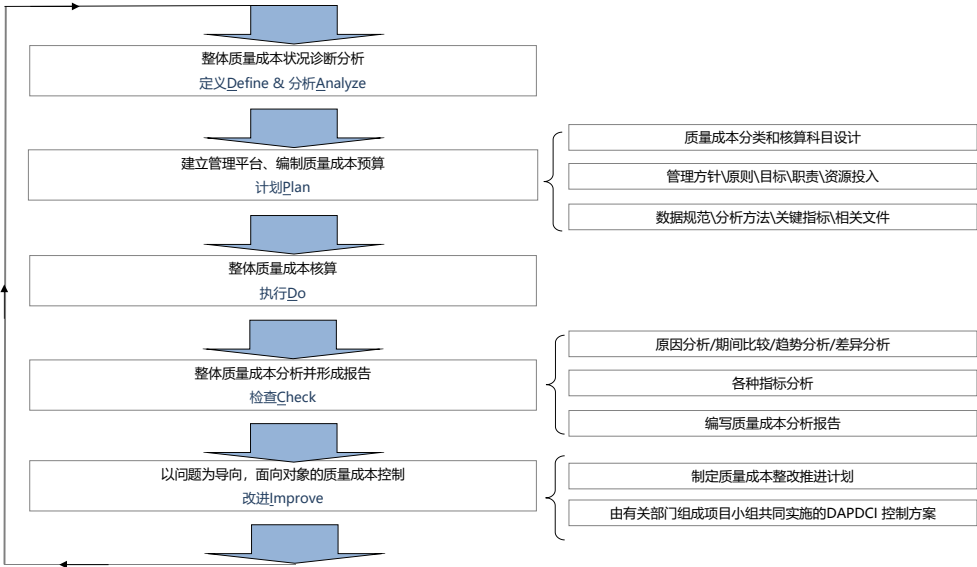 整体质量成本状况诊断分析
定义Define & 分析Analyze
建立管理平台、编制质量成本预算
计划Plan
质量成本分类和核算科目设计
管理方针\原则\目标\职责\资源投入
数据规范\分析方法\关键指标\相关文件
整体质量成本核算
执行Do
整体质量成本分析并形成报告
检查Check
原因分析/期间比较/趋势分析/差异分析
各种指标分析
编写质量成本分析报告
以问题为导向，面向对象的质量成本控制
改进Improve
制定质量成本整改推进计划
由有关部门组成项目小组共同实施的DAPDCI 控制方案